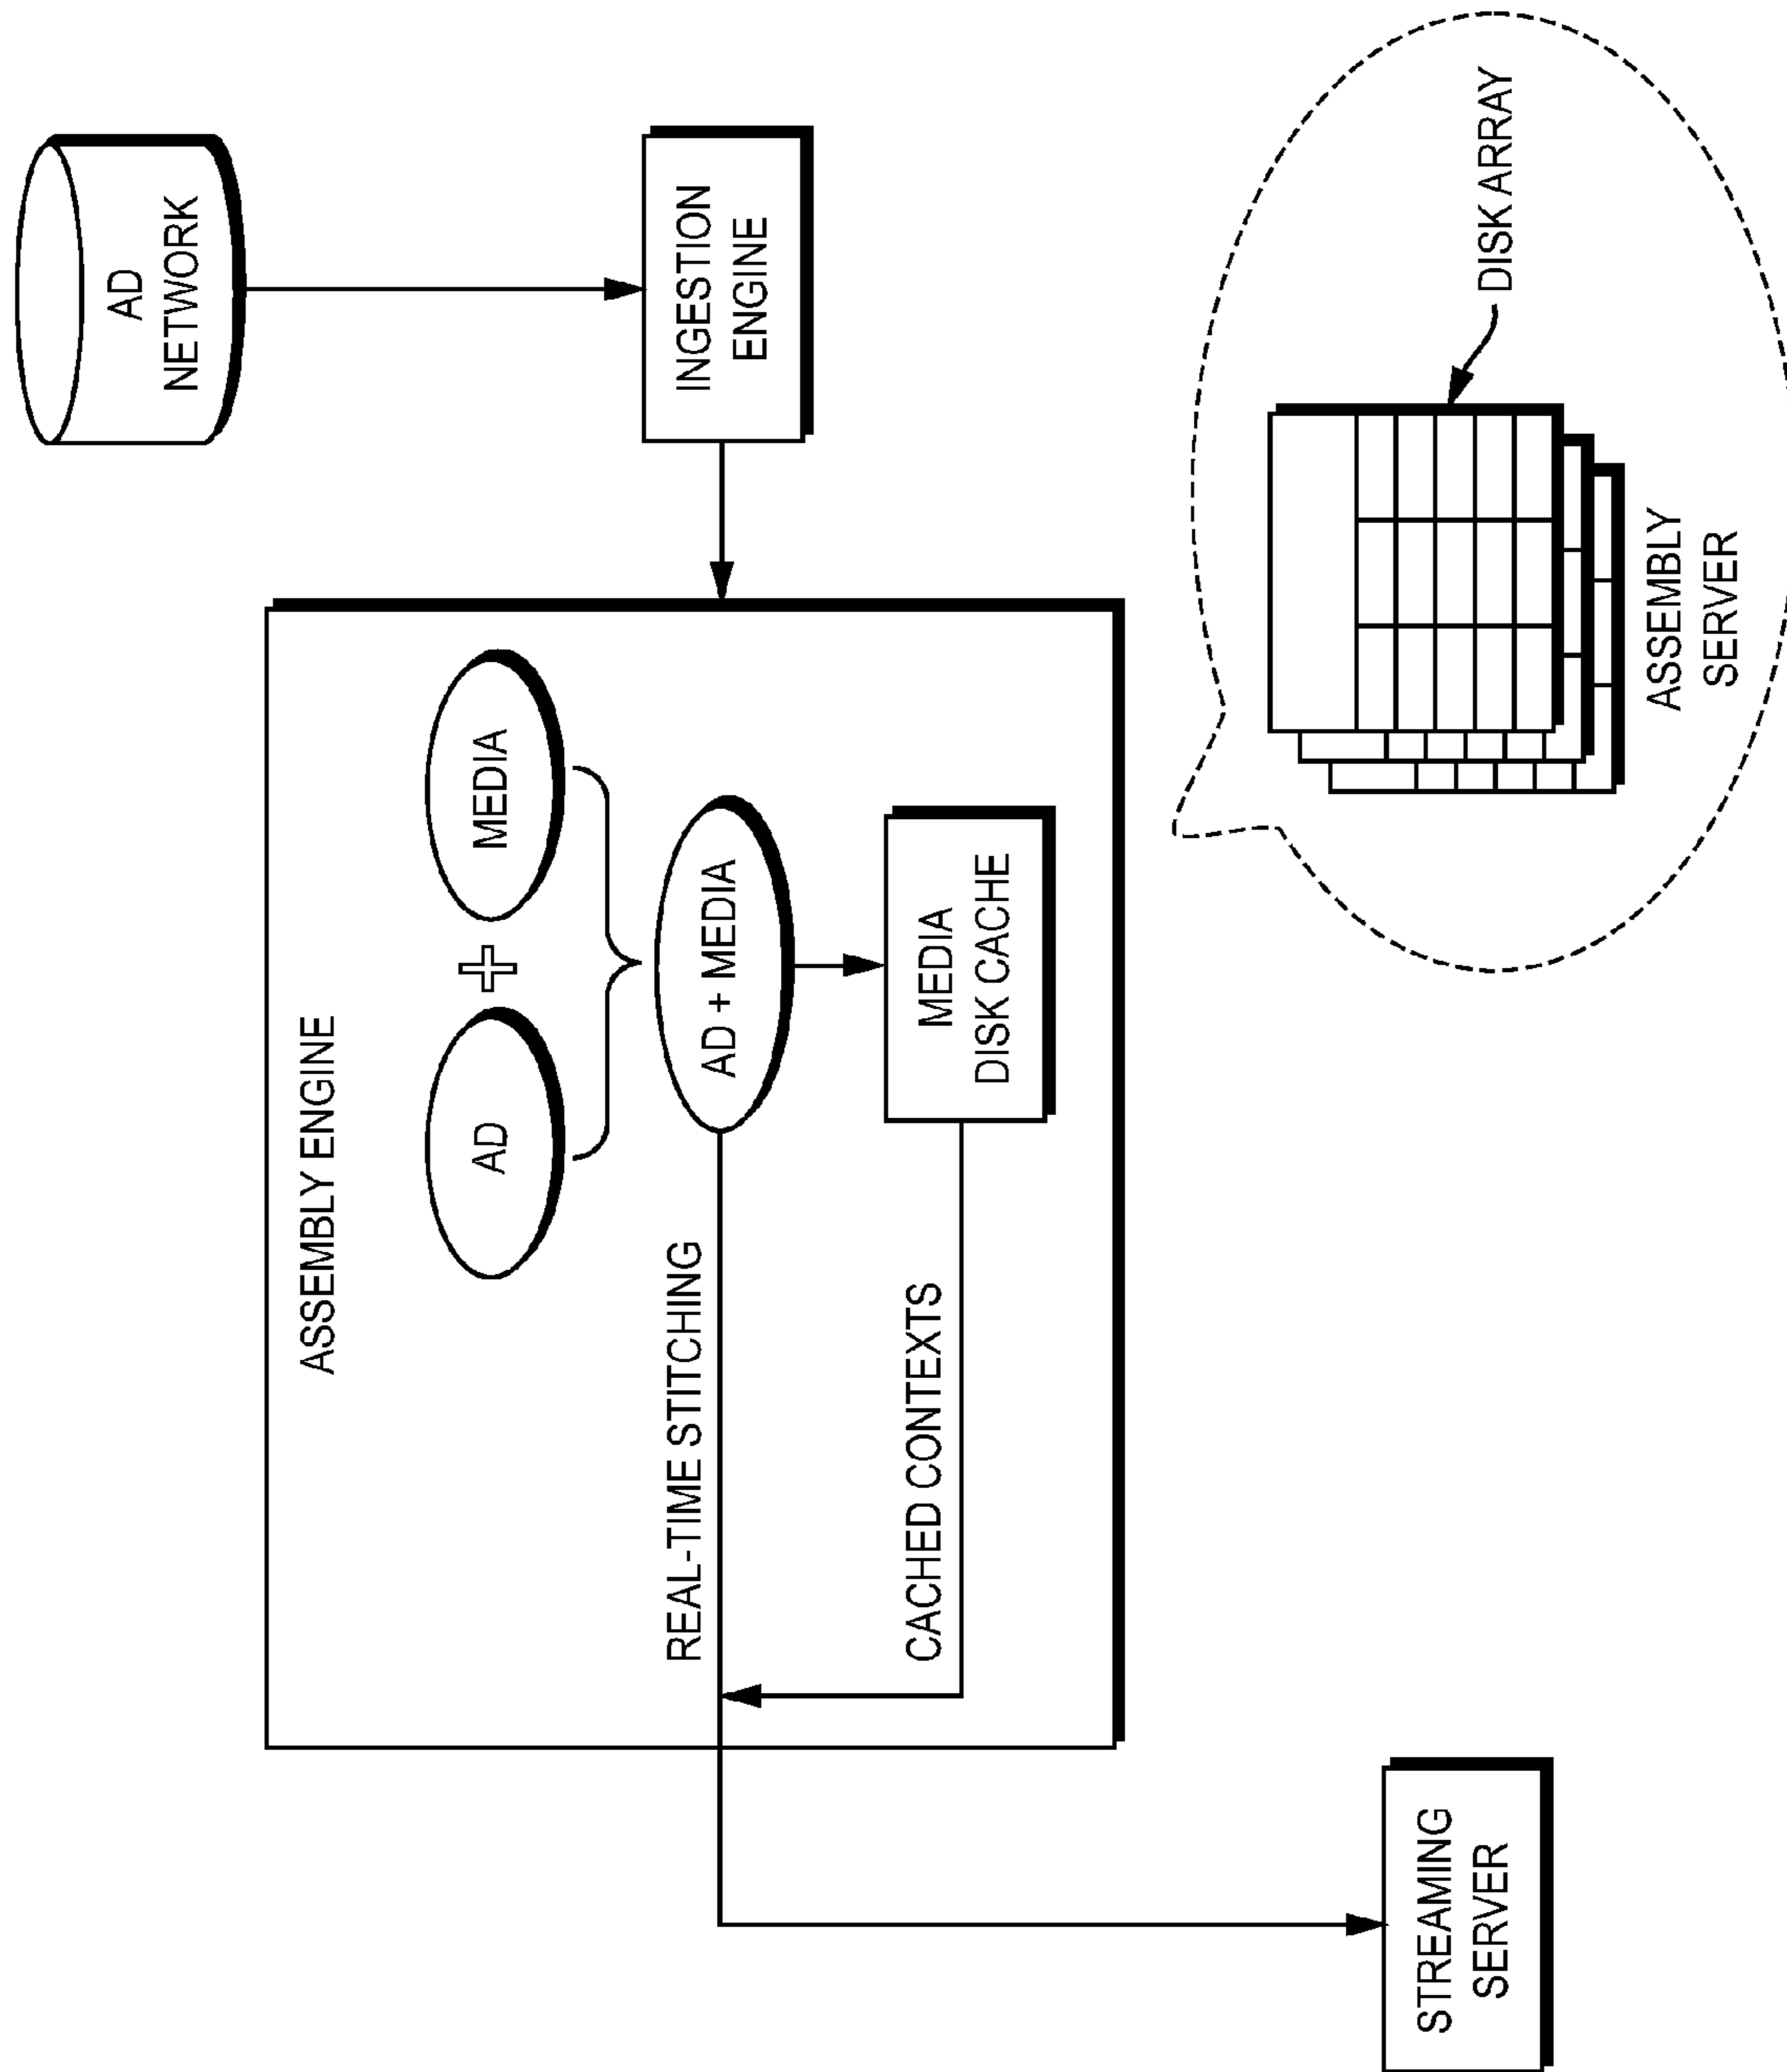 AD
NETWORK
INGESTION
ENGINE
ASSEMBLY ENGINE
AD
MEDIA
AD + MEDIA
REAL-TIME STITCHING
MEDIA
DISK CACHE
CACHED CONTEXTS
STREAMING
SERVER
DISK ARRAY
ASSEMBLY
SERVER